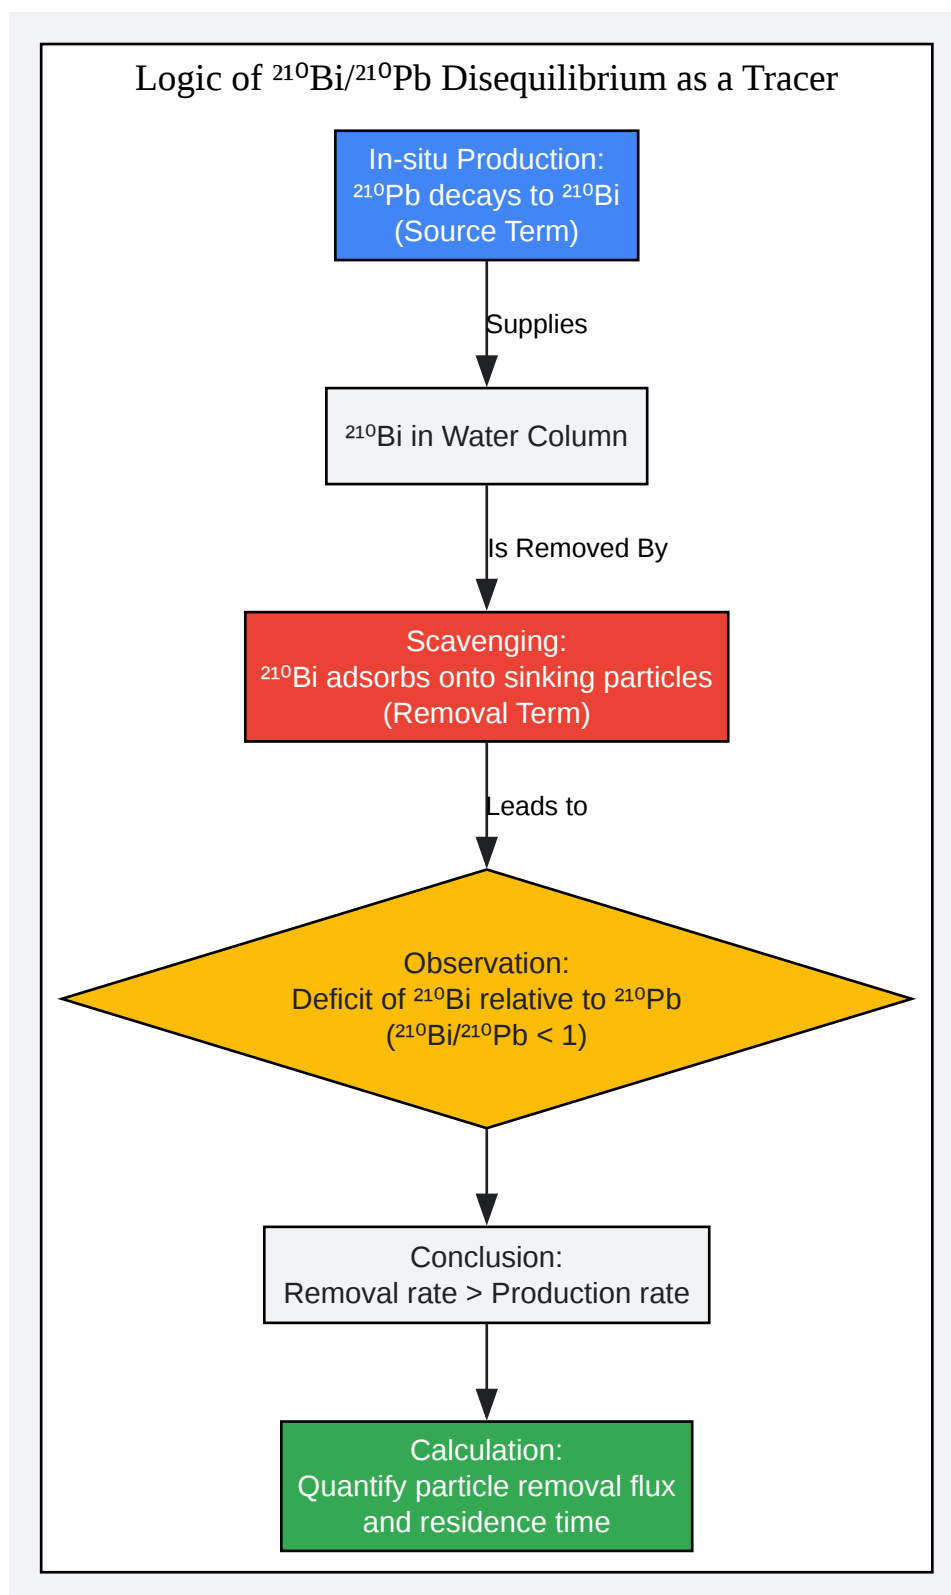 Logic of ²¹⁰Bi/²¹⁰Pb Disequilibrium as a Tracer
In-situ Production:
²¹⁰Pb decays to ²¹⁰Bi
(Source Term)
Supplies
²¹⁰Bi in Water Column
Is Removed By
Scavenging:
²¹⁰Bi adsorbs onto sinking particles
(Removal Term)
Leads to
Observation:
Deficit of ²¹⁰Bi relative to ²¹⁰Pb
(²¹⁰Bi/²¹⁰Pb < 1)
Conclusion:
Removal rate > Production rate
Calculation:
Quantify particle removal flux
and residence time